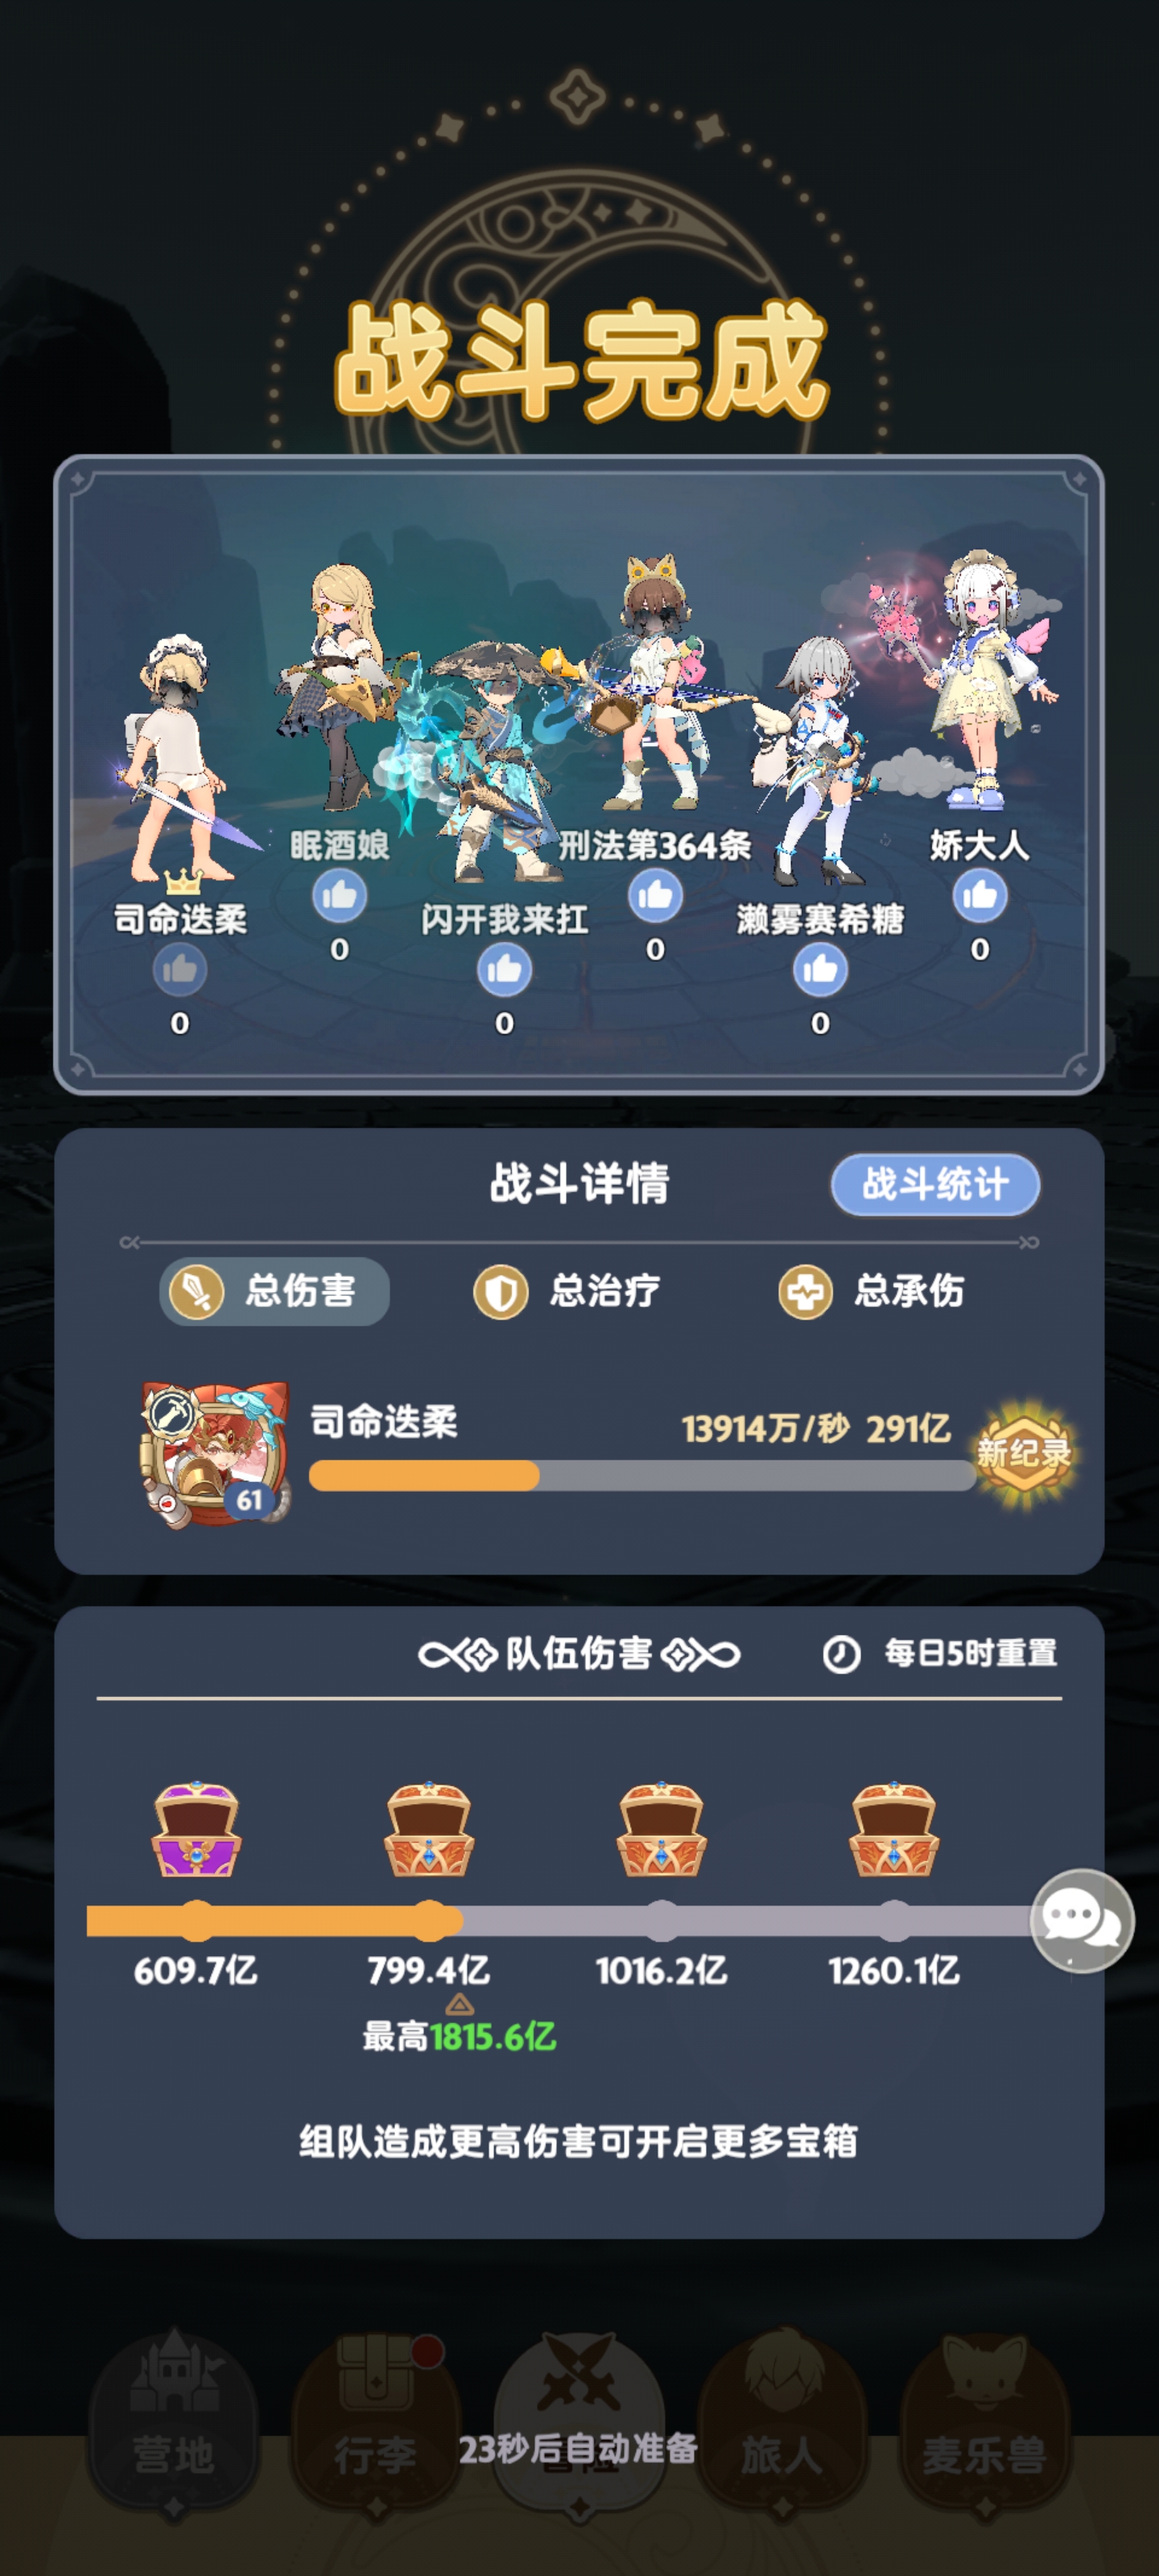 战斗完成
眠酒娘
刑法第364条
娇大人
0
0
0
司命迭柔
闪开我来扛
濑雾赛希糖
0
0
0
战斗详情
战斗统计
总伤害
总治疗
总承伤
司命迭柔
13914万/秒 291亿
新纪录
61
队伍伤害
每日5时重置
609.7亿
799.4亿
1016.2亿
1260.1亿
最高1815.6亿
组队造成更高伤害可开启更多宝箱
营地
行李
23秒后自动准备
旅人
麦乐兽